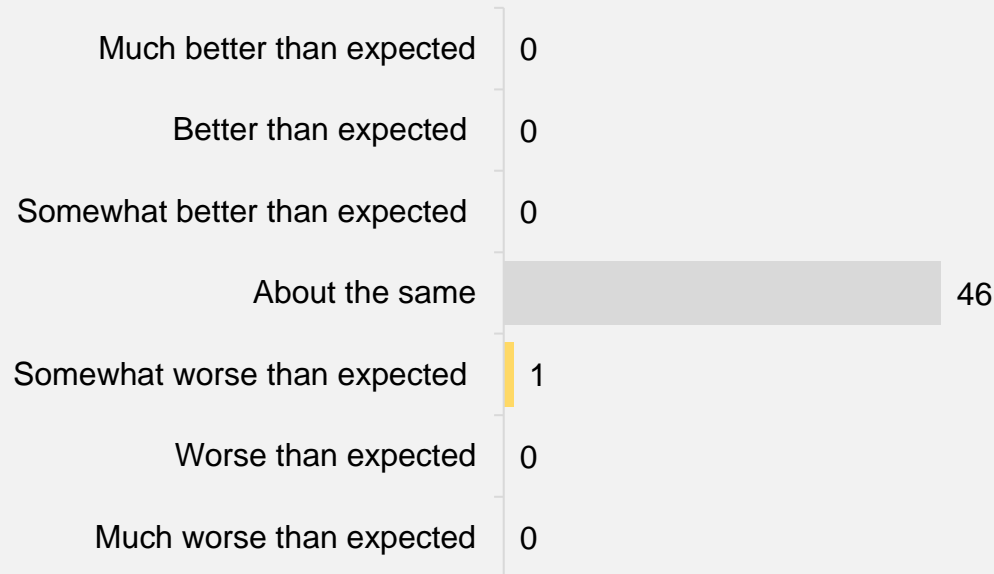 Much better than expected 0
Better than expected 0
Somewhat better than expected 0
About the same 46
Somewhat worse than expected 1
Worse than expected 0
Much worse than expected 0